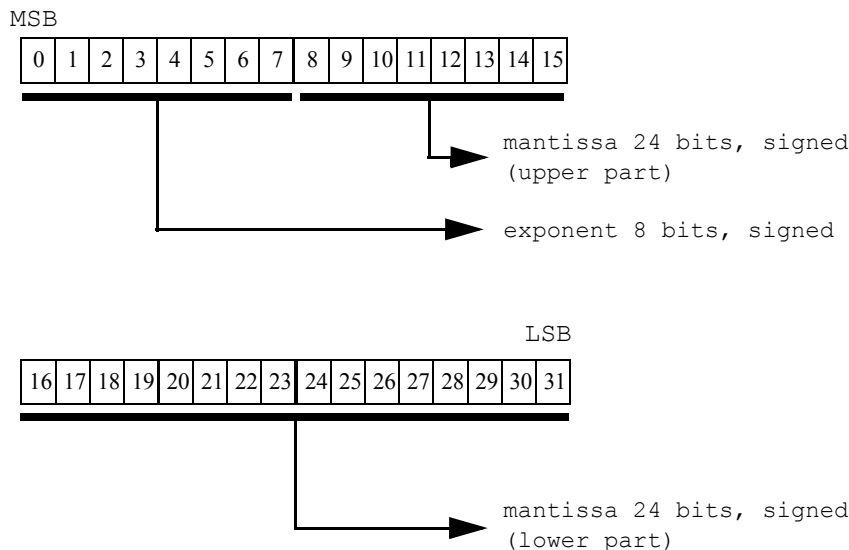 MSB
0 1 2 3 4 5 6 7 8 9 10 11 12 13 14 15
mantissa 24 bits, signed
(upper part)
exponent 8 bits, signed
LSB
16 17 18 19 20 21 22 23 24 25 26 27 28 29 30 31
mantissa 24 bits, signed
(lower part)